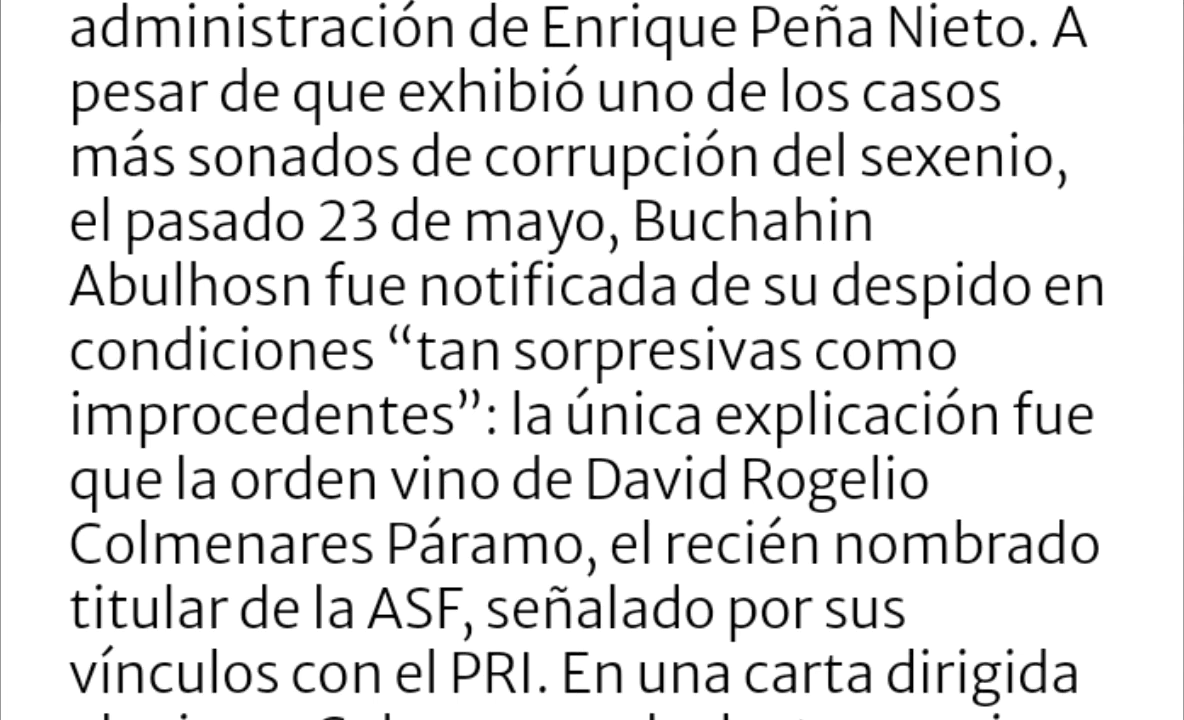 administración de Enrique Peña Nieto. A
pesar de que exhibió uno de los casos
más sonados de corrupción del sexenio,
el pasado 23 de mayo, Buchahin
Abulhosn fue notificada de su despido en
condiciones “tan sorpresivas como
improcedentes”: la única explicación fue
que la orden vino de David Rogelio
Colmenares Páramo, el recién nombrado
titular de la ASF, señalado por sus
vínculos con el PRI. En una carta dirigida